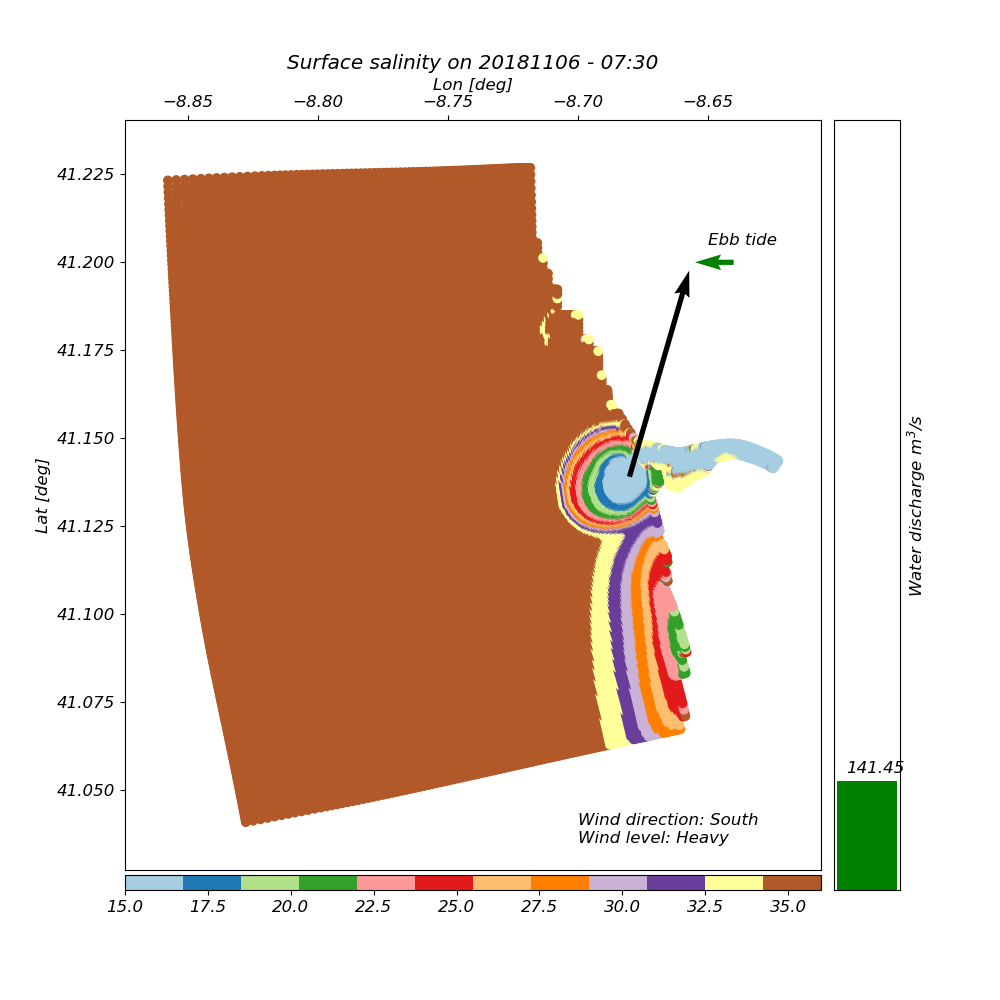 Surface salinity on 20181106 - 07:30
Lon [deg]
−8.85 −8.80 −8.75 −8.70 −8.65
41.225
41.200
41.175
41.150
41.125
41.100
41.075
41.050
Lat [deg]
Ebb tide
Water discharge m³/s
141.45
Wind direction: South
Wind level: Heavy
15.0 17.5 20.0 22.5 25.0 27.5 30.0 32.5 35.0